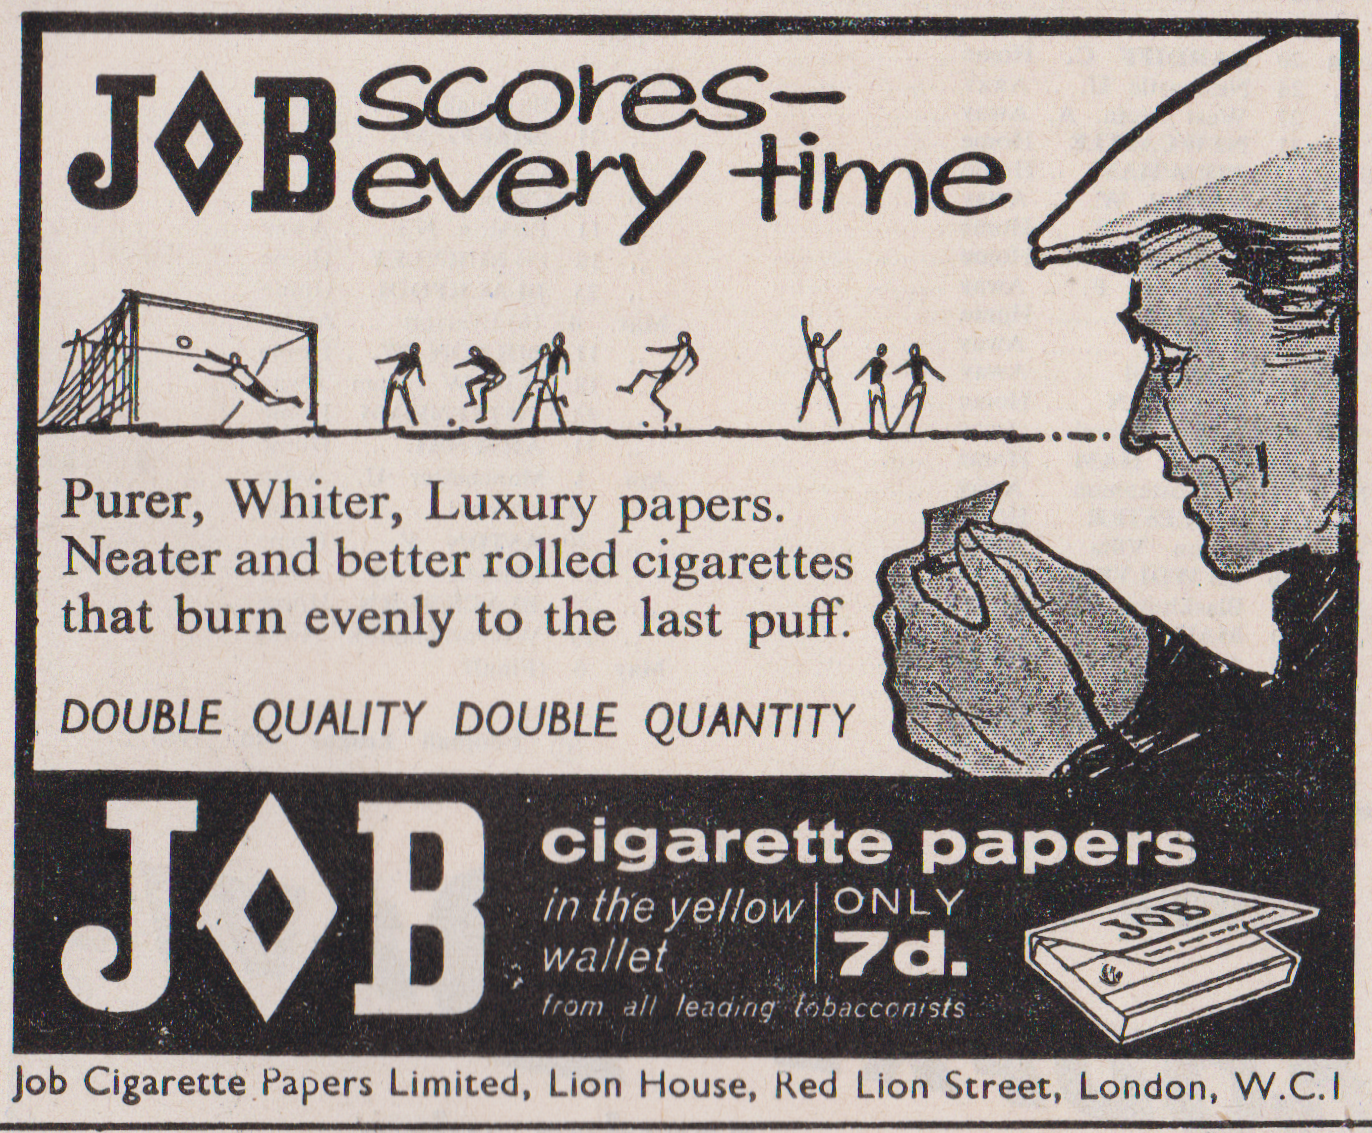 JOB scores—
every time
Purer, Whiter, Luxury papers.
Neater and better rolled cigarettes
that burn evenly to the last puff.
DOUBLE QUALITY DOUBLE QUANTITY
JOB
cigarette papers
in the yellow
wallet
ONLY
7d.
from all leading tobacconists
JOB
Job Cigarette Papers Limited, Lion House, Red Lion Street, London, W.C.1